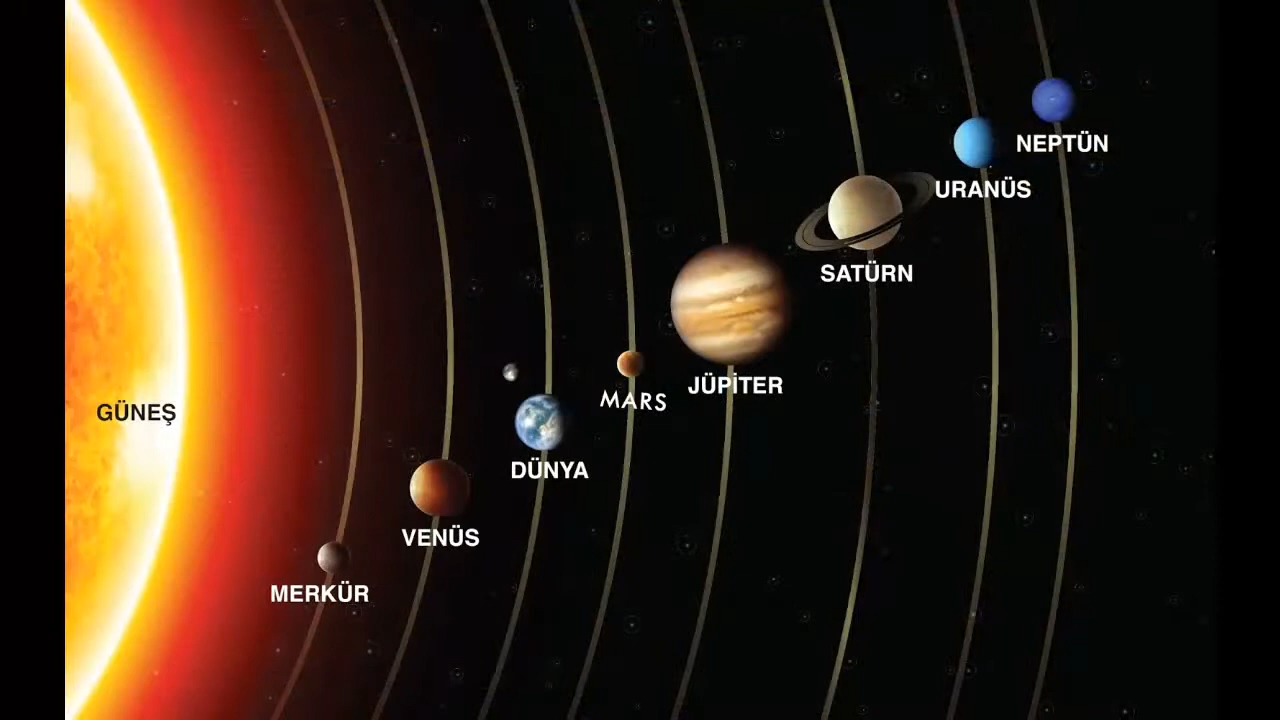 GÜNEŞ
MERKÜR
VENÜS
DÜNYA
MARS
JÜPİTER
SATÜRN
URANÜS
NEPTÜN